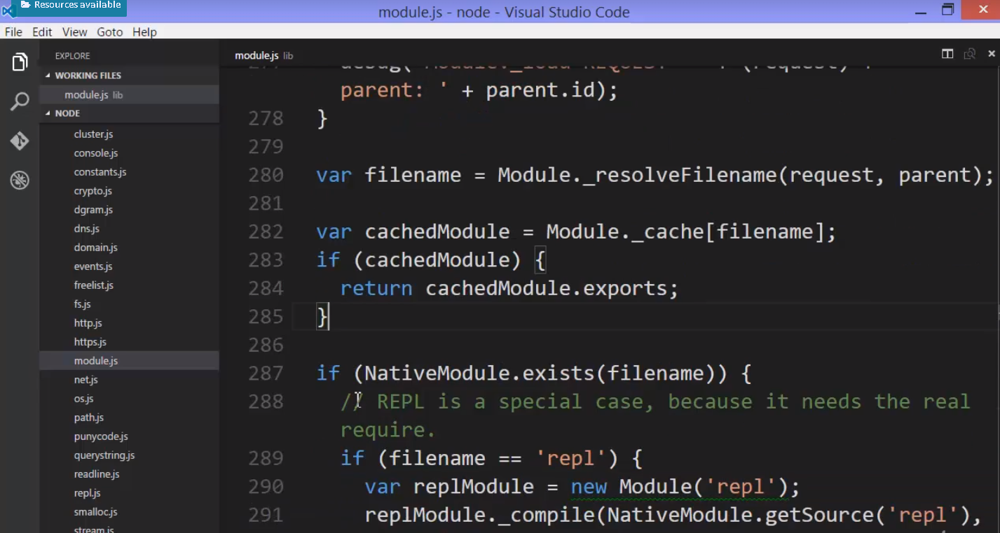 Resources available
module.js - node - Visual Studio Code
File Edit View Goto Help
EXPLORE
WORKING FILES
module.js lib
NODE
cluster.js
console.js
constants.js
crypto.js
dgram.js
dns.js
domain.js
events.js
freelist.js
fs.js
http.js
https.js
module.js
net.js
os.js
path.js
punycode.js
querystring.js
readline.js
repl.js
smalloc.js
stream.js
module.js lib
parent: ' + parent.id);
278 }
279
280 var filename = Module._resolveFilename(request, parent);
281
282 var cachedModule = Module._cache[filename];
283 if (cachedModule) {
284 return cachedModule.exports;
285 }
286
287 if (NativeModule.exists(filename)) {
288 // REPL is a special case, because it needs the real
require.
289 if (filename == 'repl') {
290 var replModule = new Module('repl');
291 replModule._compile(NativeModule.getSource('repl'),